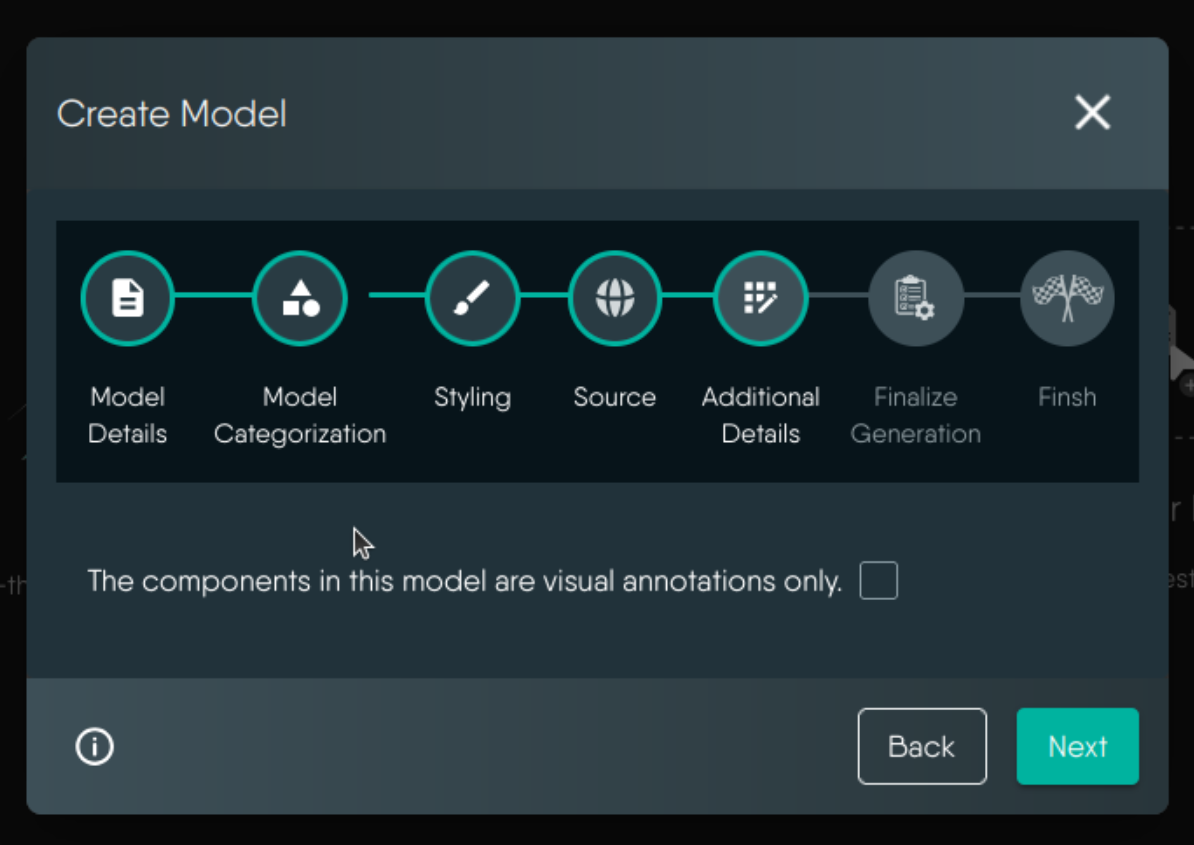 Create Model
Model
Details
Model
Categorization
Styling
Source
Additional
Details
Finalize
Generation
Finsh
The components in this model are visual annotations only.
Back
Next